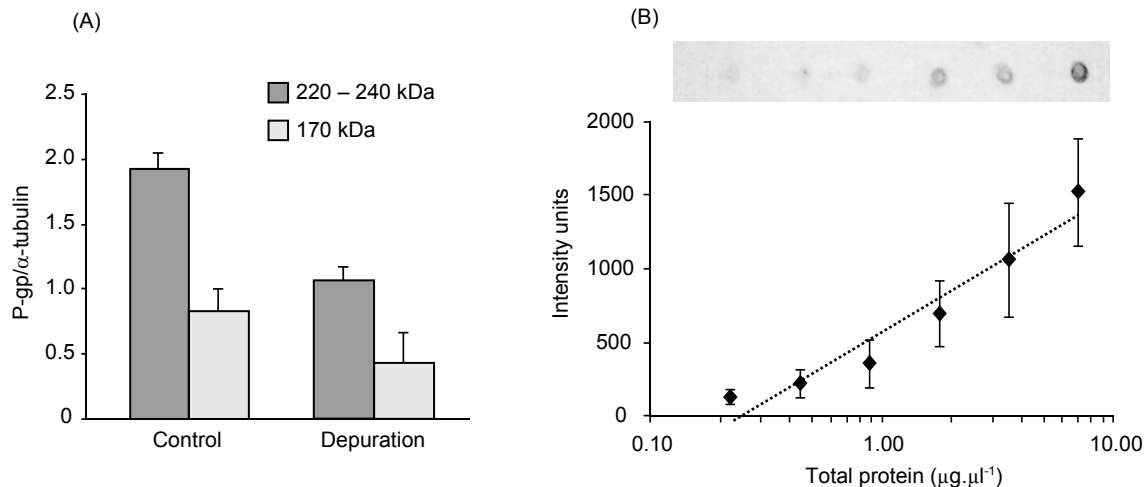 (A)
P-gp/α-tubulin
2.5
2.0
1.5
1.0
0.5
0
220 – 240 kDa
170 kDa
Control
Depuration
(B)
Intensity units
2000
1500
1000
500
0
0.10
1.00
10.00
Total protein (μg.μl⁻¹)